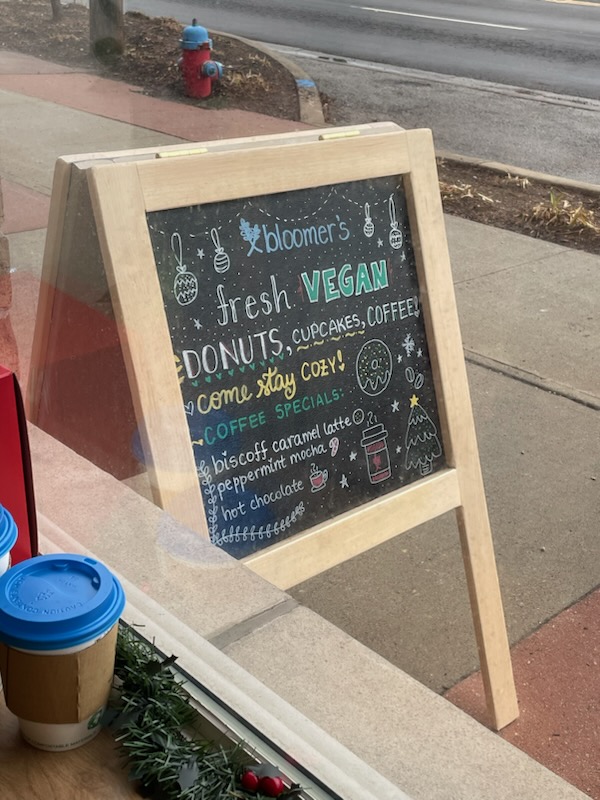 bloomer's
fresh VEGAN
DONUTS, CUPCAKES, COFFEE!
come stay COZY!
COFFEE SPECIALS:
biscoff caramel latte
peppermint mocha
hot chocolate